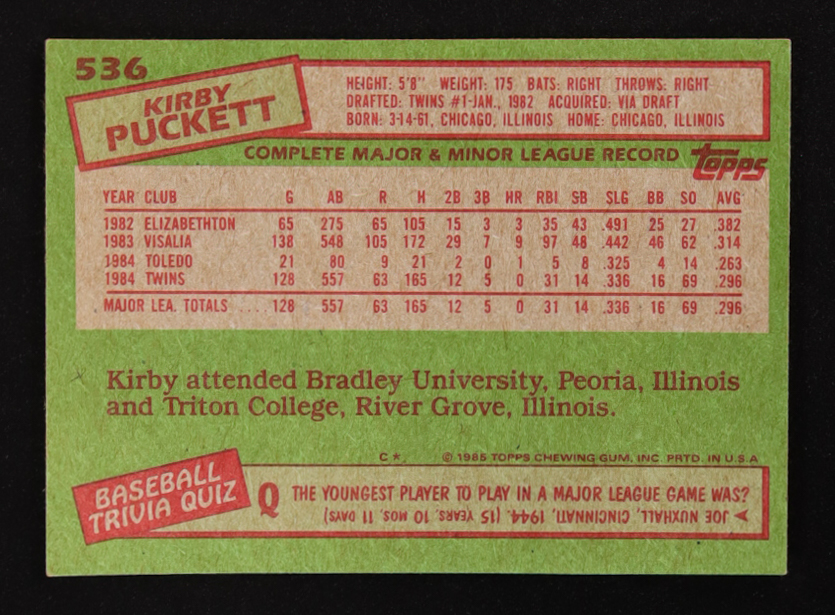 536
KIRBY
PUCKETT
HEIGHT: 5'8" WEIGHT: 175 BATS: RIGHT THROWS: RIGHT
DRAFTED: TWINS #1-JAN., 1982 ACQUIRED: VIA DRAFT
BORN: 3-14-61, CHICAGO, ILLINOIS HOME: CHICAGO, ILLINOIS
COMPLETE MAJOR & MINOR LEAGUE RECORD topps
YEAR CLUB G AB R H 2B 3B HR RBI SB SLG BB SO AVG
1982 ELIZABETHTON 65 275 65 105 15 3 3 35 43 .491 25 27 .382
1983 VISALIA 138 548 105 172 29 7 9 97 48 .442 46 62 .314
1984 TOLEDO 21 80 9 21 2 0 1 5 8 .325 4 14 .263
1984 TWINS 128 557 63 165 12 5 0 31 14 .336 16 69 .296
MAJOR LEA. TOTALS .... 128 557 63 165 12 5 0 31 14 .336 16 69 .296
Kirby attended Bradley University, Peoria, Illinois
and Triton College, River Grove, Illinois.
C* © 1985 TOPPS CHEWING GUM, INC. PRTD. IN U.S.A.
BASEBALL
TRIVIA QUIZ
Q THE YOUNGEST PLAYER TO PLAY IN A MAJOR LEAGUE GAME WAS?
JOE NUXHALL, CINCINNATI, 1944. (15 YEARS, 10 MOS. 11 DAYS)